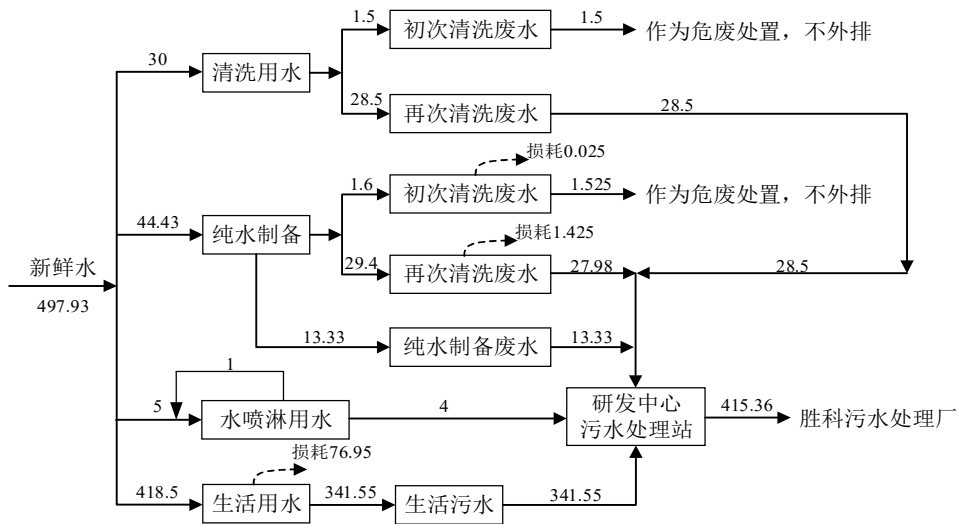 1.5
初次清洗废水
1.5
作为危废处置，不外排
30
清洗用水
28.5
再次清洗废水
28.5
损耗0.025
1.6
初次清洗废水
1.525
作为危废处置，不外排
44.43
纯水制备
损耗1.425
29.4
再次清洗废水
27.98
28.5
新鲜水
497.93
13.33
纯水制备废水
13.33
1
5
水喷淋用水
4
研发中心
污水处理站
415.36
胜科污水处理厂
损耗76.95
418.5
生活用水
341.55
生活污水
341.55